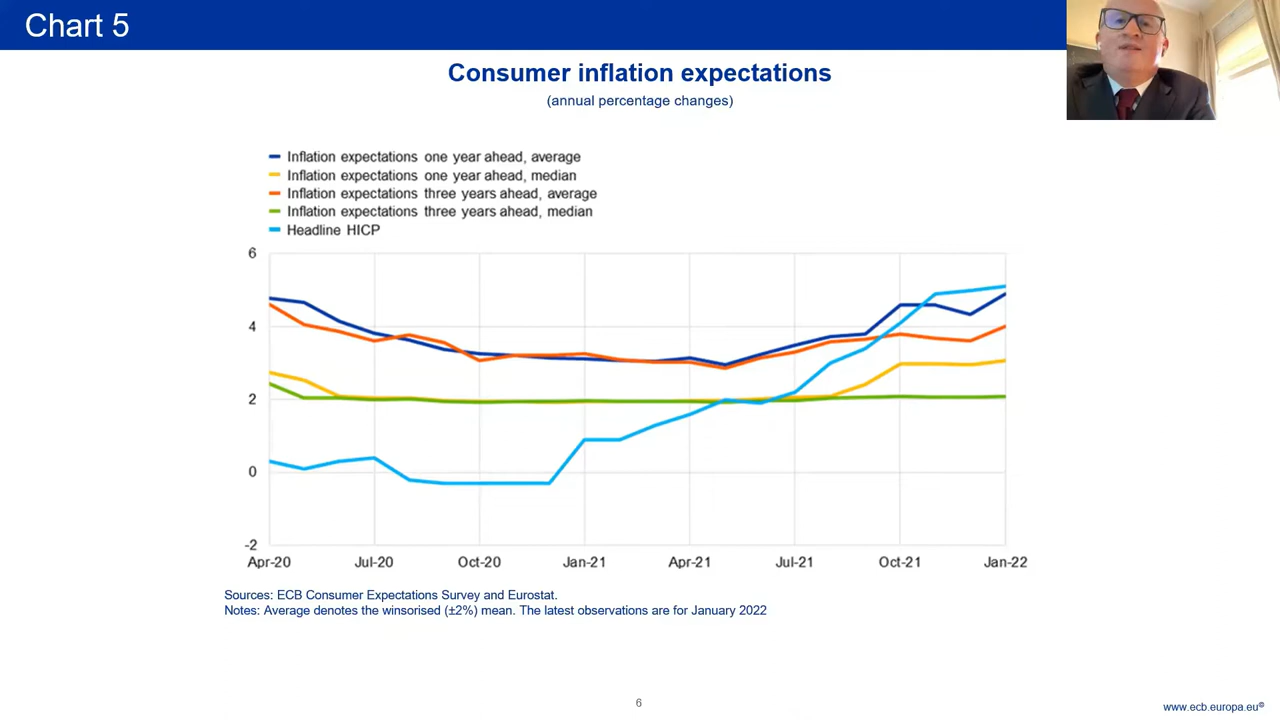 Chart 5
Consumer inflation expectations
(annual percentage changes)
Inflation expectations one year ahead, average
Inflation expectations one year ahead, median
Inflation expectations three years ahead, average
Inflation expectations three years ahead, median
Headline HICP
6
4
2
0
-2
Apr-20 Jul-20 Oct-20 Jan-21 Apr-21 Jul-21 Oct-21 Jan-22
Sources: ECB Consumer Expectations Survey and Eurostat.
Notes: Average denotes the winsorised (±2%) mean. The latest observations are for January 2022
6
www.ecb.europa.eu©